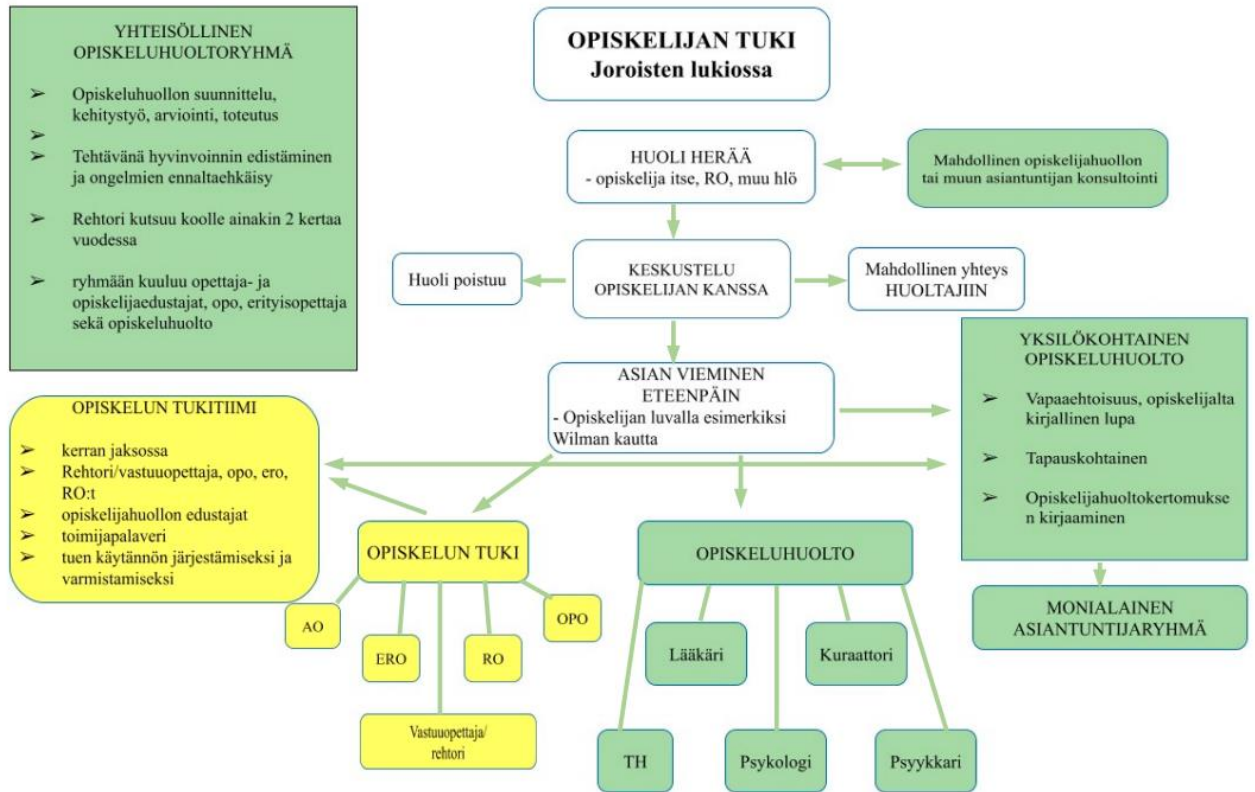 YHTEISÖLLINEN
OPISKELUHUOLTORYHMÄ
➢ Opiskeluhuollon suunnittelu,
kehitystyö, arviointi, toteutus
➢
➢ Tehtävänä hyvinvoinnin edistäminen
ja ongelmien ennaltaehkäisy
➢ Rehtori kutsuu koolle ainakin 2 kertaa
vuodessa
➢ ryhmään kuuluu opettaja- ja
opiskelijaedustajat, opo, erityisopettaja
sekä opiskeluhuolto
OPISKELIJAN TUKI
Joroisten lukiossa
HUOLI HERÄÄ
- opiskelija itse, RO, muu hlö
Mahdollinen opiskelijahuollon
tai muun asiantuntijan konsultointi
Huoli poistuu
KESKUSTELU
OPISKELIJAN KANSSA
Mahdollinen yhteys
HUOLTAJIIN
ASIAN VIEMINEN
ETEENPÄIN
- Opiskelijan luvalla esimerkiksi
Wilman kautta
YKSILÖKOHTAINEN
OPISKELUHUOLTO
➢ Vapaaehtoisuus, opiskelijalta
kirjallinen lupa
➢ Tapauskohtainen
➢ Opiskelijahuoltokertomukse
n kirjaaminen
OPISKELUN TUKITIIMI
➢ kerran jaksossa
➢ Rehtori/vastuuopettaja, opo, ero,
RO:t
➢ opiskelijahuollon edustajat
➢ toimijapalaveri
➢ tuen käytännön järjestämiseksi ja
varmistamiseksi
OPISKELUN TUKI
OPISKELUHUOLTO
MONIALAINEN
ASIANTUNTIJARYHMÄ
AO
ERO
RO
OPO
Vastuuopettaja/
rehtori
Lääkäri
Kuraattori
TH
Psykologi
Psyykkari